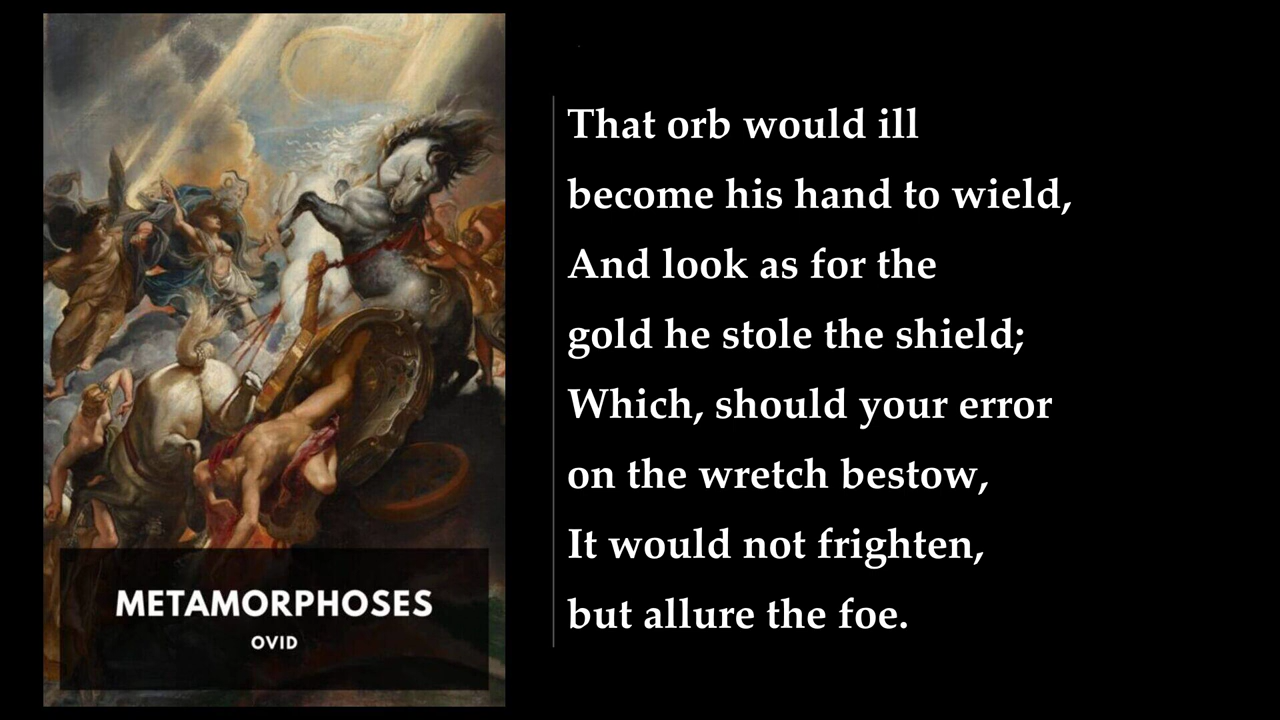 METAMORPHOSES
OVID
That orb would ill
become his hand to wield,
And look as for the
gold he stole the shield;
Which, should your error
on the wretch bestow,
It would not frighten,
but allure the foe.